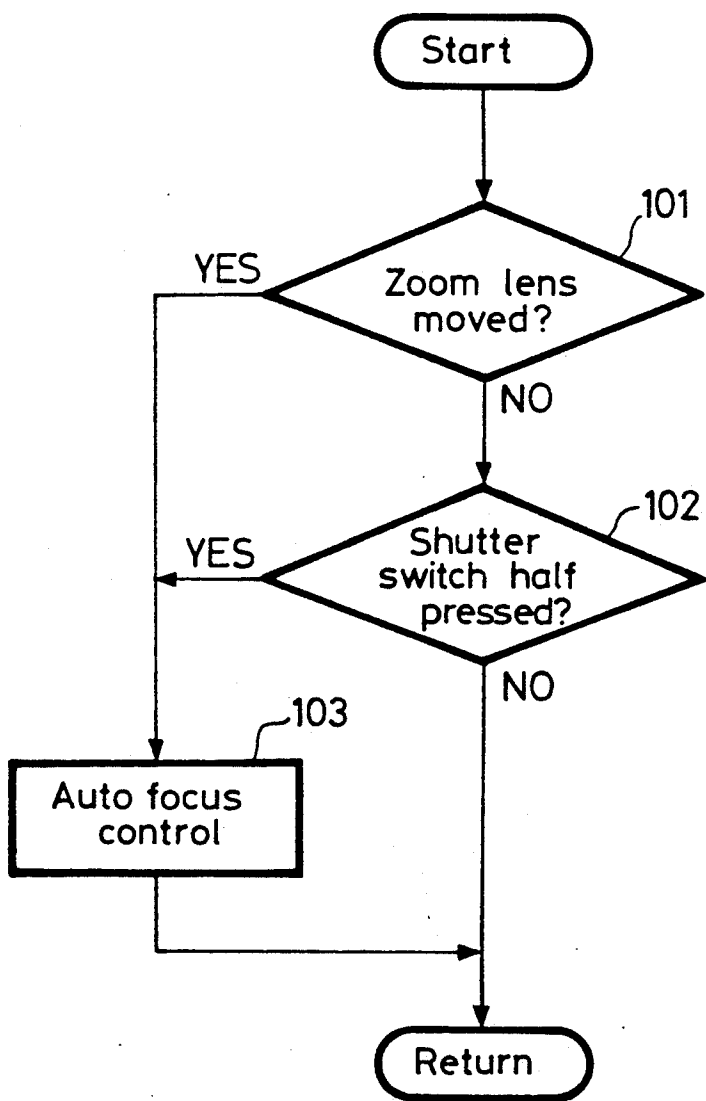 Start
101
YES
Zoom lens
moved?
NO
102
YES
Shutter
switch half
pressed?
NO
103
Auto focus
control
Return